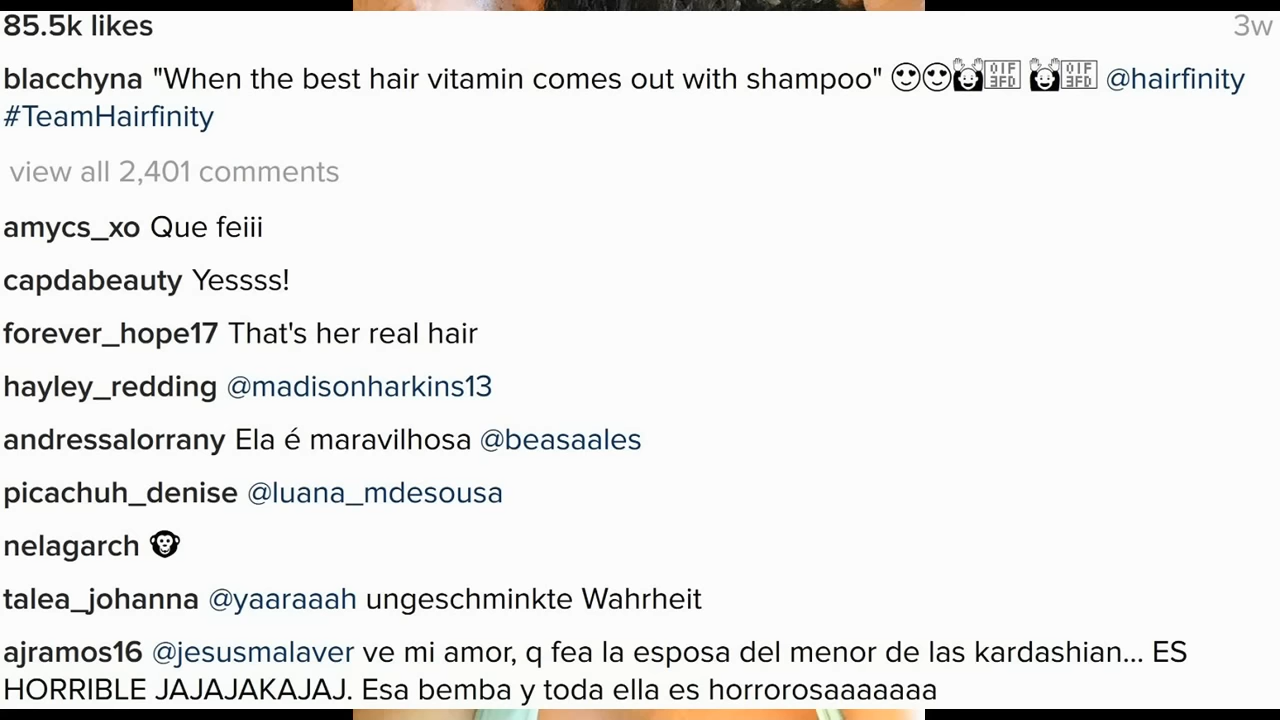 85.5k likes 3w
blacchyna "When the best hair vitamin comes out with shampoo" 😍😍🙌 🙌 @hairfinity
#TeamHairfinity
view all 2,401 comments
amycs_xo Que feiii
capdabeauty Yessss!
forever_hope17 That's her real hair
hayley_redding @madisonharkins13
andressalorrany Ela é maravilhosa @beasaales
picachuh_denise @luana_mdesousa
nelagarch 🐵
talea_johanna @yaaraaah ungeschminkte Wahrheit
ajramos16 @jesusmalaver ve mi amor, q fea la esposa del menor de las kardashian... ES
HORRIBLE JAJAJAKAJAJ. Esa bemba y toda ella es horrorosaaaaaaa